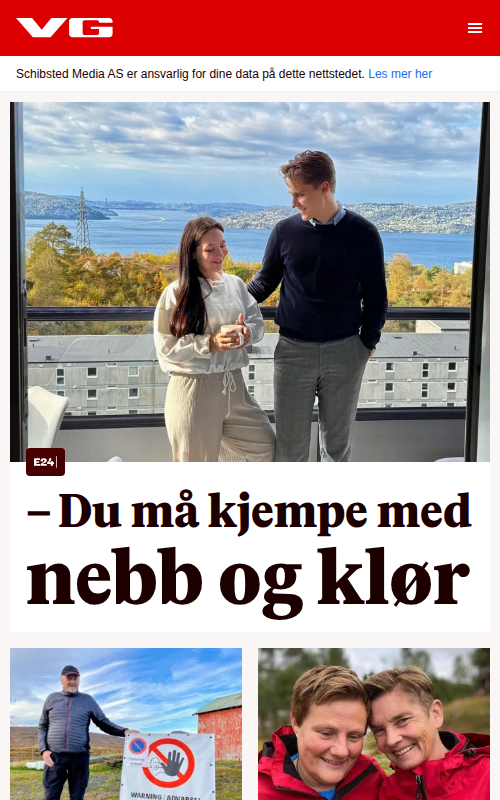 VG
Schibsted Media AS er ansvarlig for dine data på dette nettstedet. Les mer her
E24
– Du må kjempe med
nebb og klør
WARNING / ADVARSEL